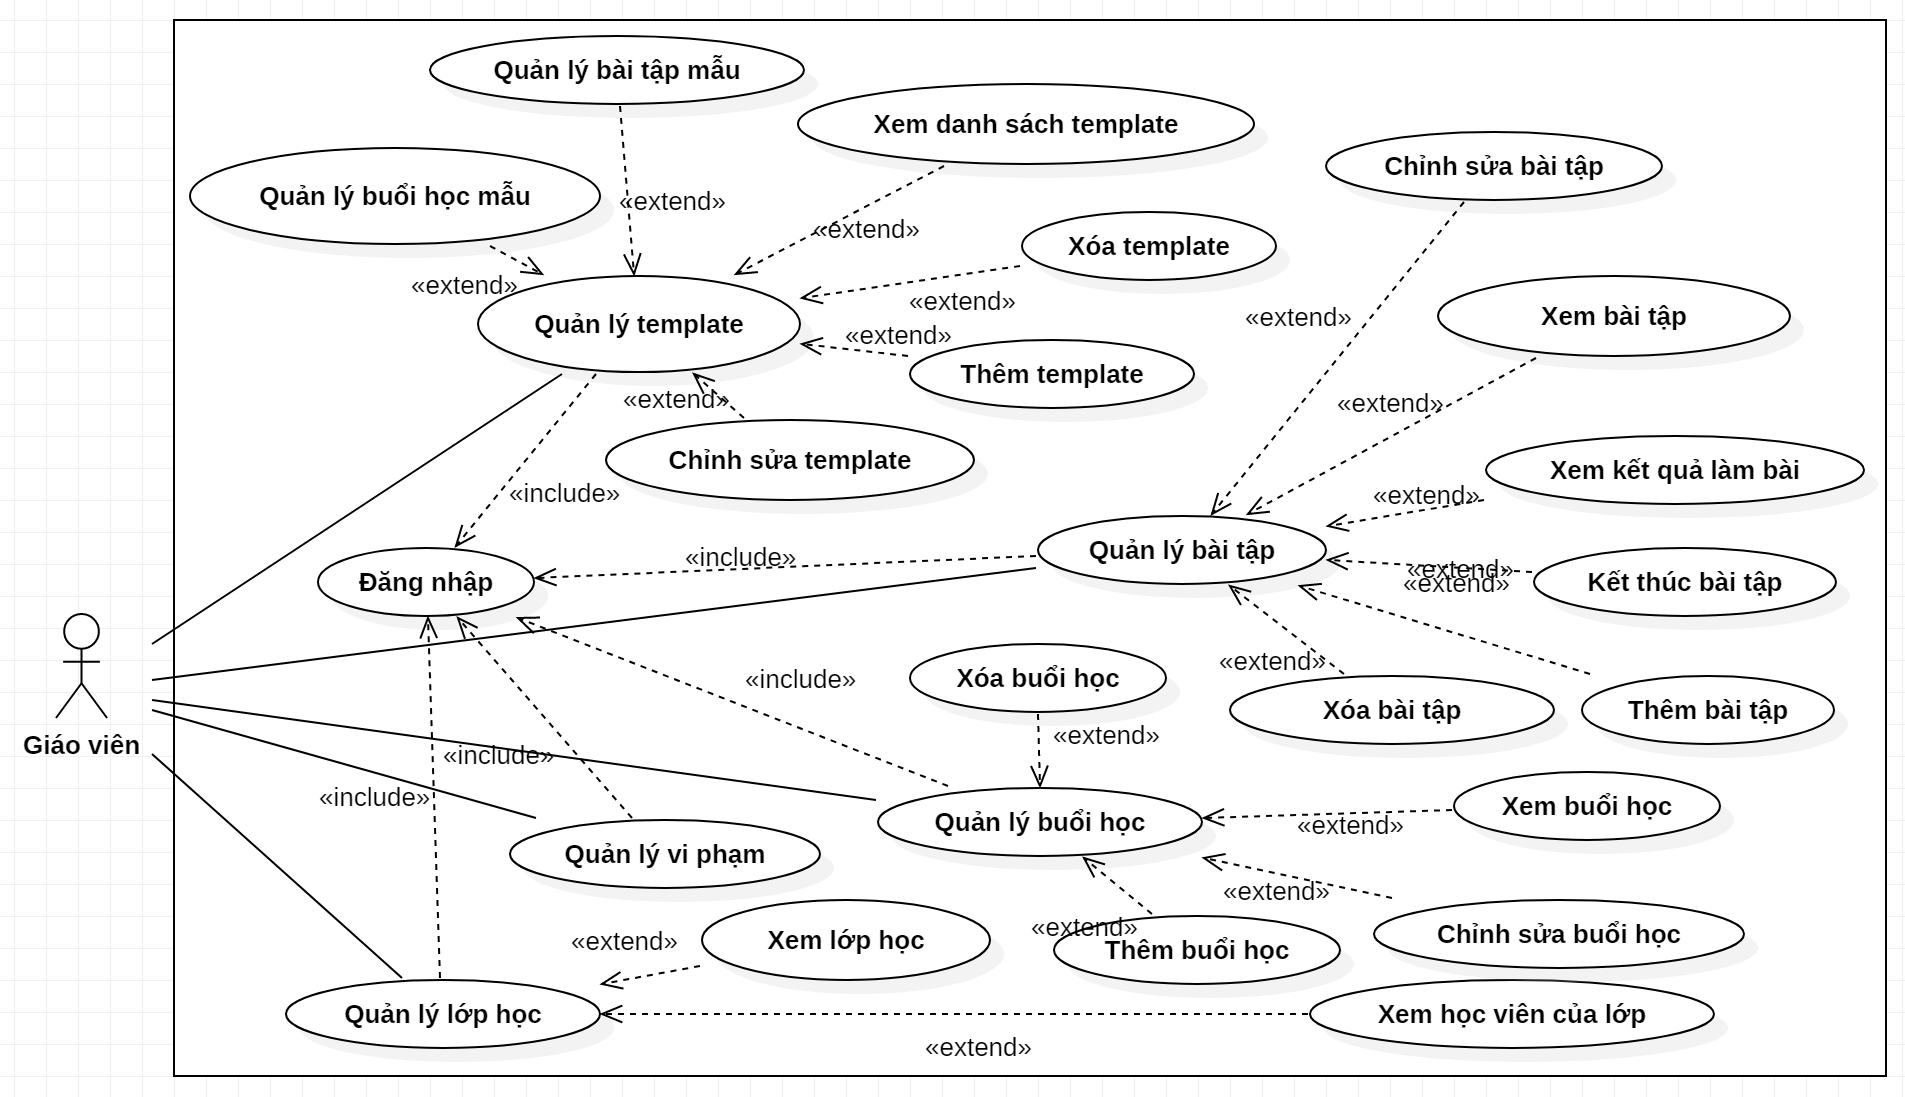 Quản lý bài tập mẫu
Xem danh sách template
Chỉnh sửa bài tập
Quản lý buổi học mẫu
«extend»
«extend»
Xóa template
«extend»
«extend»
«extend»
Xem bài tập
Quản lý template
«extend»
Thêm template
«extend»
«extend»
Chỉnh sửa template
Xem kết quả làm bài
«include»
«extend»
Quản lý bài tập
«include»
«extend»
«extend»
Đăng nhập
Kết thúc bài tập
«extend»
«include»
Xóa buổi học
Xóa bài tập
Thêm bài tập
«extend»
Giáo viên
«include»
«include»
Xem buổi học
Quản lý buổi học
«extend»
Quản lý vi phạm
«extend»
«extend»
Chỉnh sửa buổi học
«extend»
Xem lớp học
Thêm buổi học
Quản lý lớp học
Xem học viên của lớp
«extend»